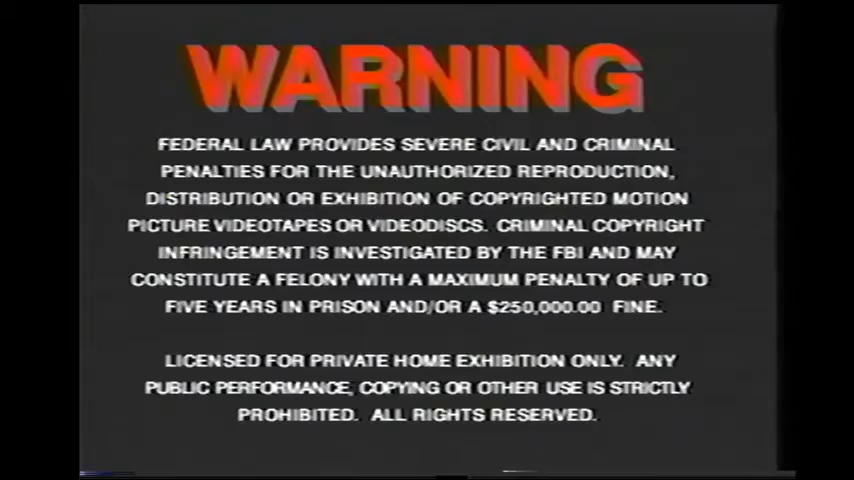 WARNING
FEDERAL LAW PROVIDES SEVERE CIVIL AND CRIMINAL
PENALTIES FOR THE UNAUTHORIZED REPRODUCTION,
DISTRIBUTION OR EXHIBITION OF COPYRIGHTED MOTION
PICTURE VIDEOTAPES OR VIDEODISCS. CRIMINAL COPYRIGHT
INFRINGEMENT IS INVESTIGATED BY THE FBI AND MAY
CONSTITUTE A FELONY WITH A MAXIMUM PENALTY OF UP TO
FIVE YEARS IN PRISON AND/OR A $250,000.00 FINE.
LICENSED FOR PRIVATE HOME EXHIBITION ONLY. ANY
PUBLIC PERFORMANCE, COPYING OR OTHER USE IS STRICTLY
PROHIBITED. ALL RIGHTS RESERVED.